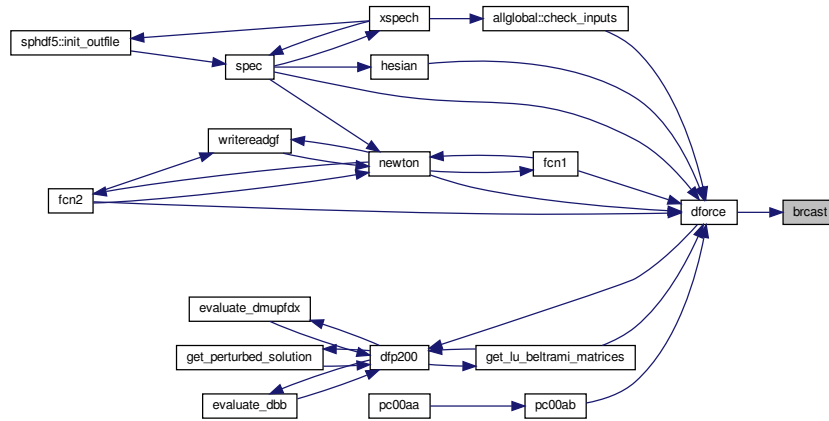 xspech
allglobal::check_inputs
sphdf5::init_outfile
spec
hesian
writereadgf
newton
fcn1
fcn2
dforce
brcast
evaluate_dmupfdx
get_perturbed_solution
dfp200
get_lu_beltrami_matrices
evaluate_dbb
pc00aa
pc00ab